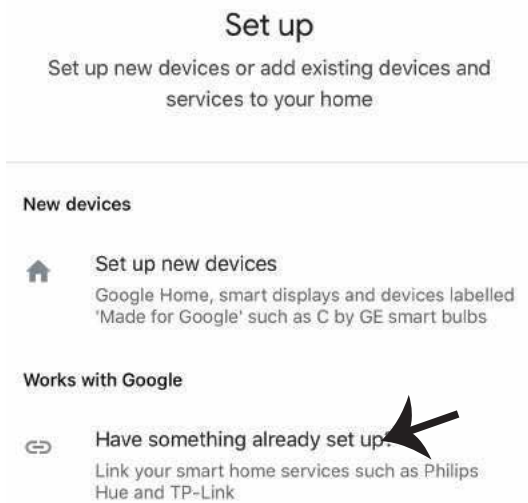 Set up
Set up new devices or add existing devices and
services to your home
New devices
Set up new devices
Google Home, smart displays and devices labelled
'Made for Google' such as C by GE smart bulbs
Works with Google
Have something already set up?
Link your smart home services such as Philips
Hue and TP-Link